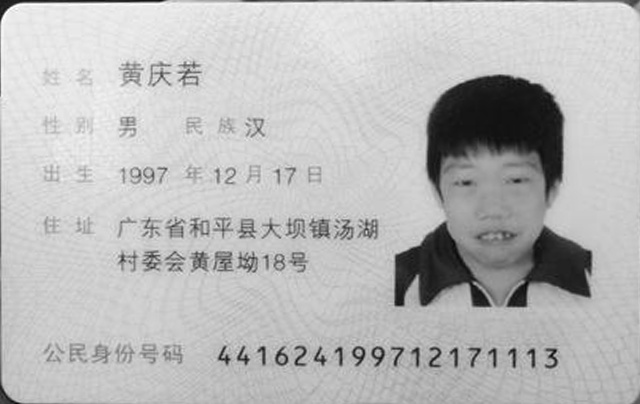 姓名 黄庆若
性别 男 民族 汉
出生 1997 年 12 月 17 日
住址 广东省和平县大坝镇汤湖
村委会黄屋坳18号
公民身份号码 441624199712171113